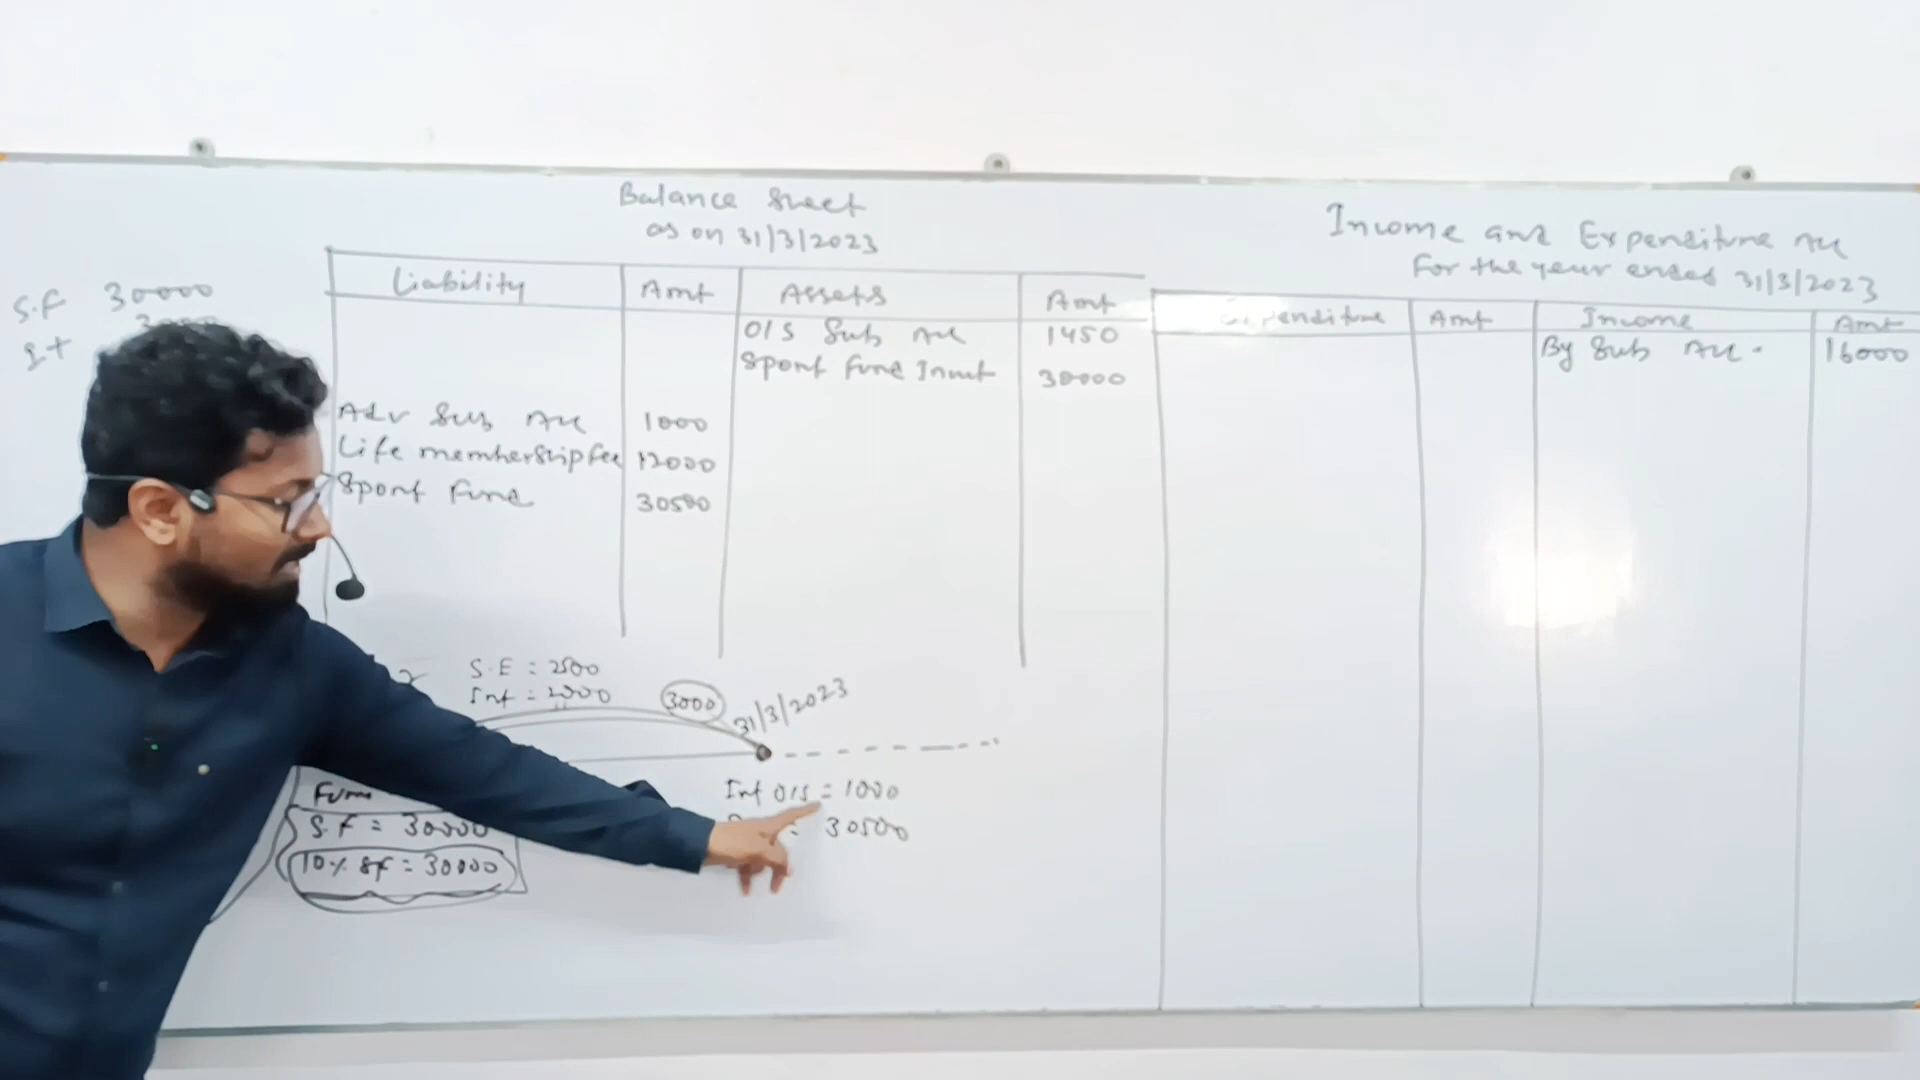 Balance Sheet
as on 31/3/2023
Liability Amt Assets Amt
O/S Sub A/c 1450
Sport Fund Invst 30000
Adv Sub A/c 1000
Life membership fee 12000
Sport Fund 30500
Income and Expenditure A/c
For the year ended 31/3/2023
Expenditure Amt Income Amt
By Sub A/c. 16000
S.F 30000
S.E = 2500
Int = 2000
3000
31/3/2023
Int O/S = 1000
= 30500
S.F = 30000
10% SF = 30000